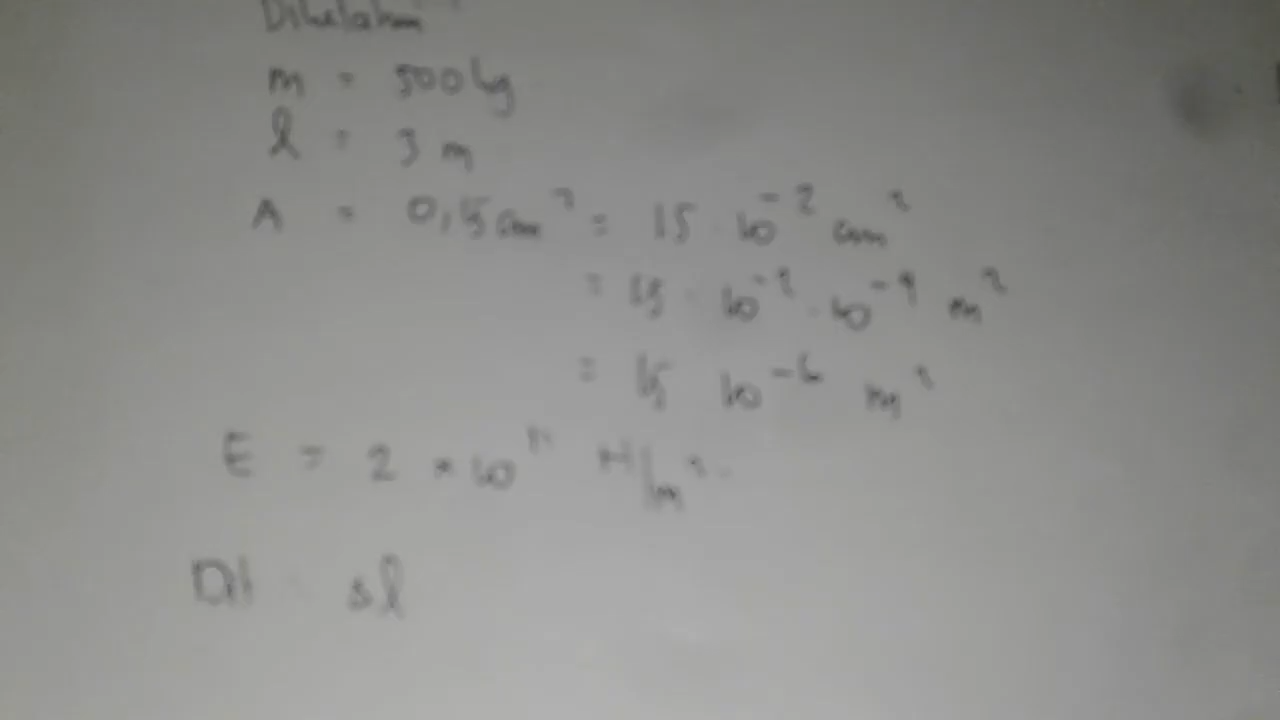 Diketahui
m = 500 kg
l = 3 m
A = 0,15 cm² = 15 · 10⁻² cm²
= 15 · 10⁻² · 10⁻⁴ m²
= 15 10⁻⁶ m²
E = 2 × 10¹¹ N/m²
Dit : Δl